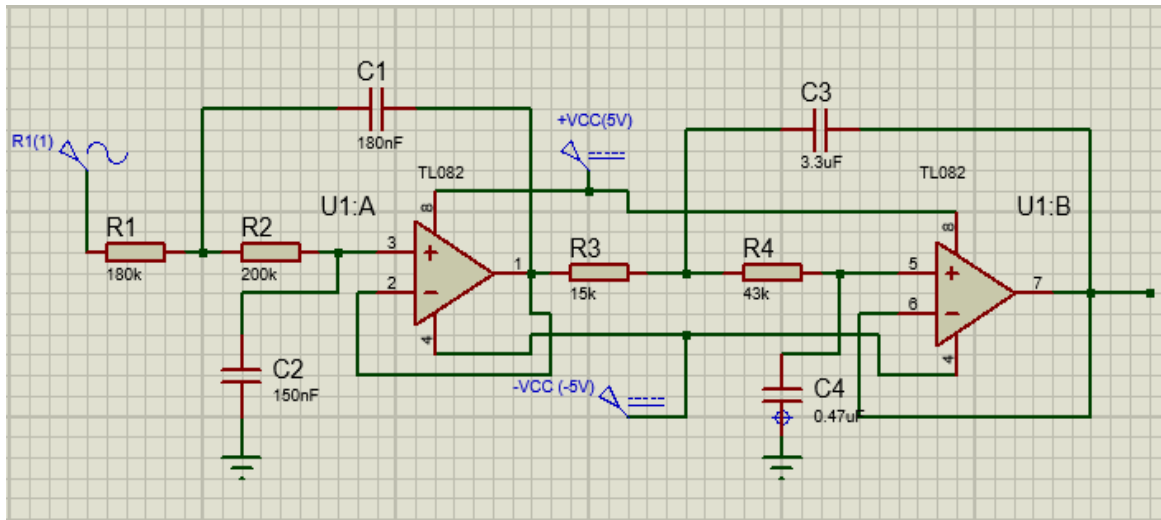 C1
180nF
C3
3.3uF
+VCC(5V)
R1(1)
TL082
TL082
U1:A
U1:B
8
8
R1
180k
R2
200k
3
2
1
4
R3
15k
R4
43k
5
6
7
4
C2
150nF
-VCC (-5V)
C4
0.47uF